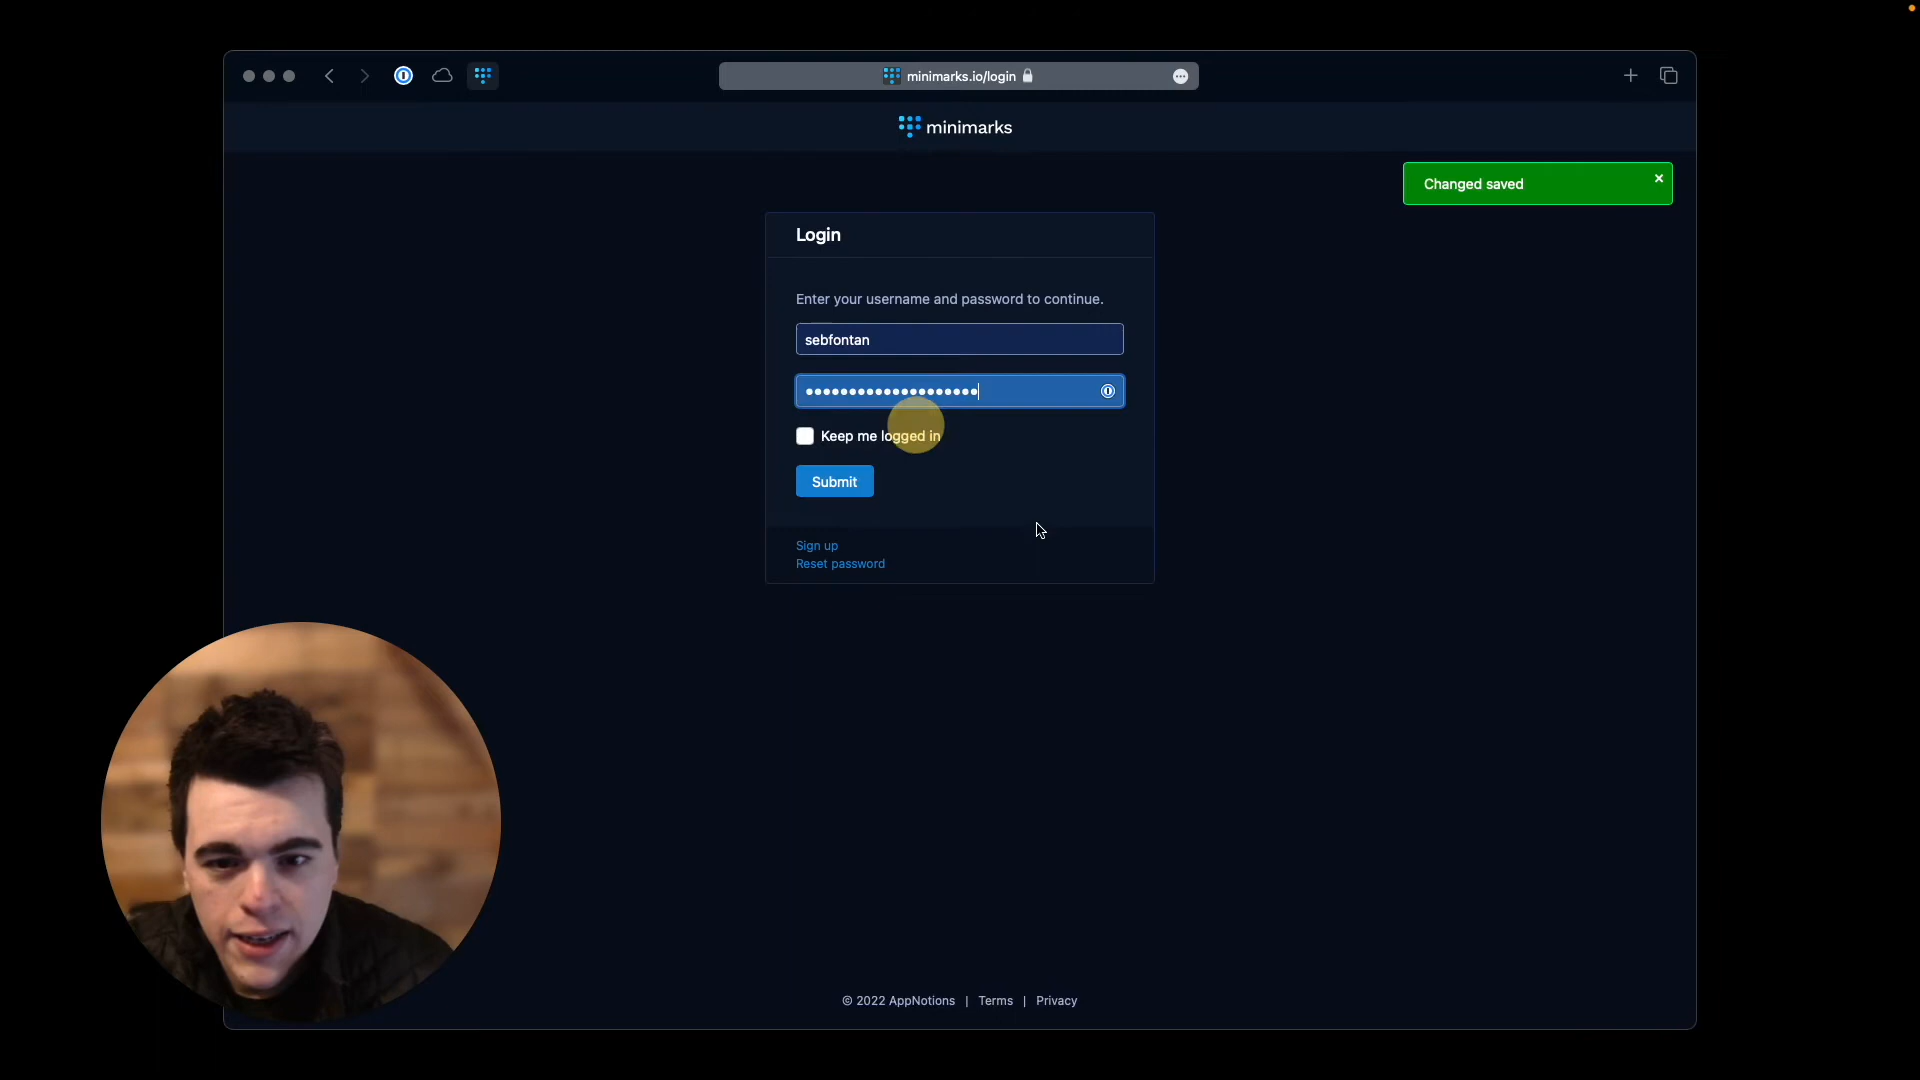 minimarks.io/login
minimarks
Changed saved
Login
Enter your username and password to continue.
sebfontan
Keep me logged in
Submit
Sign up
Reset password
© 2022 AppNotions | Terms | Privacy